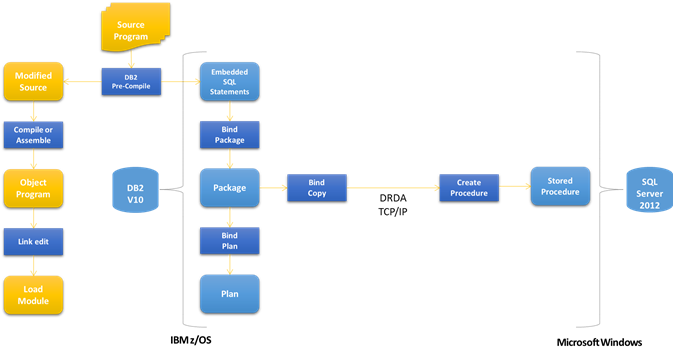 Source
Program
Modified
Source
DB2
Pre-Compile
Embedded
SQL
Statements
Compile or
Assemble
Bind
Package
Object
Program
DB2
V10
Package
Bind
Copy
DRDA
TCP/IP
Create
Procedure
Stored
Procedure
SQL
Server
2012
Link edit
Bind
Plan
Load
Module
Plan
IBM z/OS
Microsoft Windows